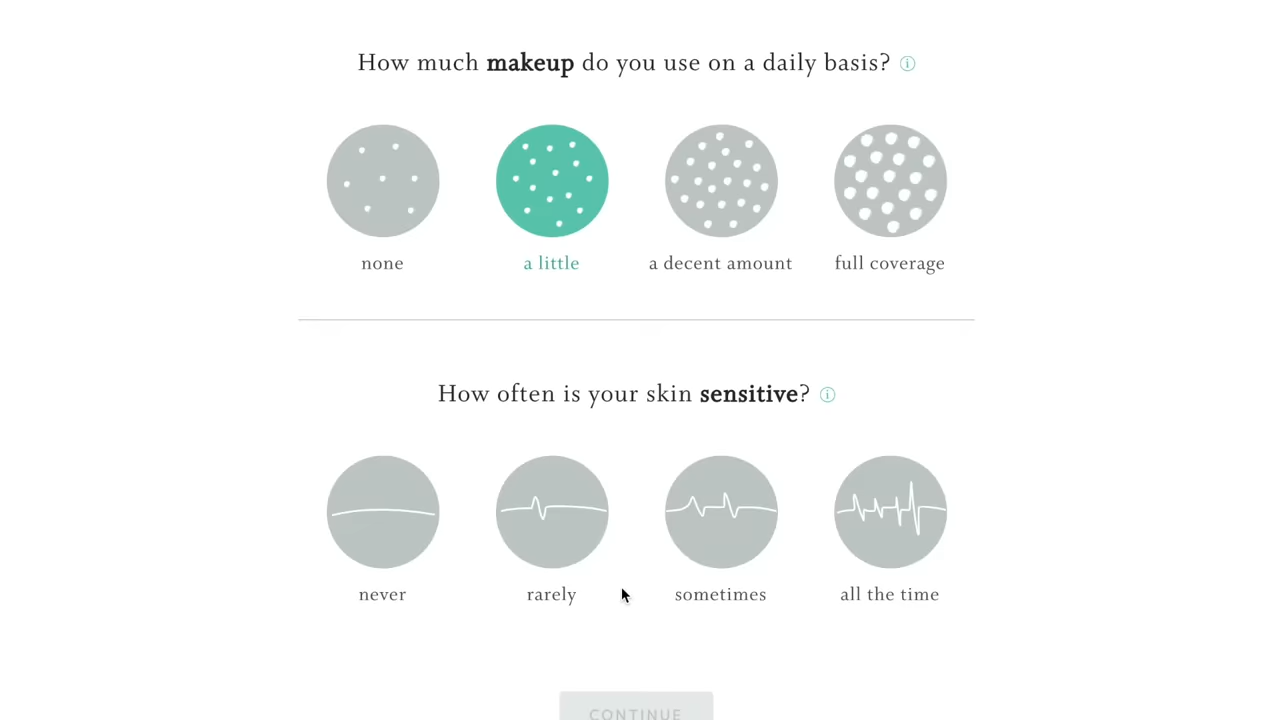 How much makeup do you use on a daily basis? i
none a little a decent amount full coverage
How often is your skin sensitive? i
never rarely sometimes all the time
CONTINUE